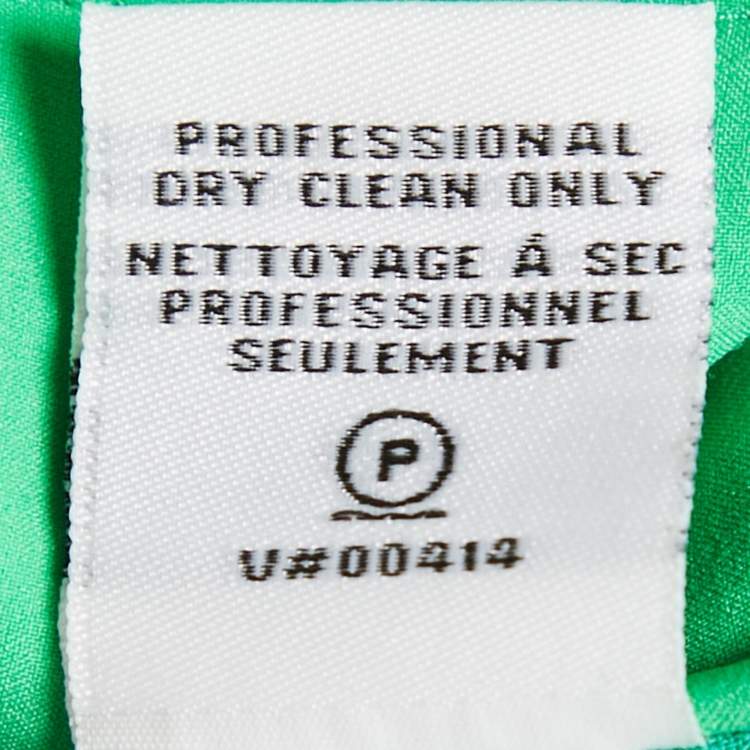 PROFESSIONAL
DRY CLEAN ONLY
NETTOYAGE À SEC
PROFESSIONNEL
SEULEMENT
P
V#00414